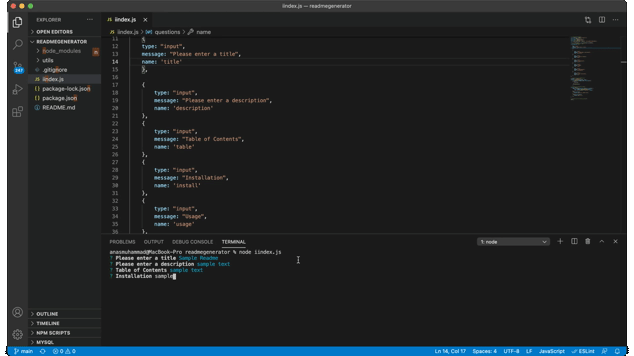 iindex.js — readmegenerator
EXPLORER
OPEN EDITORS
READMEGENERATOR
node_modules
utils
.gitignore
iindex.js
package-lock.json
package.json
README.md
OUTLINE
TIMELINE
NPM SCRIPTS
MYSQL
247
iindex.js
iindex.js > questions > name
11 {
12 type: "input",
13 message: "Please enter a title",
14 name: 'title'
15 },
16
17 {
18 type: "input",
19 message: "Please enter a description",
20 name: 'description'
21 },
22 {
23 type: "input",
24 message: "Table of Contents",
25 name: 'table'
26 },
27 {
28 type: "input",
29 message: "Installation",
30 name: 'install'
31 },
32 {
33 type: "input",
34 message: "Usage",
35 name: 'usage'
36 },
PROBLEMS OUTPUT DEBUG CONSOLE TERMINAL
1: node
anasmuhammad@MacBook-Pro readmegenerator % node iindex.js
? Please enter a title Sample Readme
? Please enter a description sample text
? Table of Contents sample text
? Installation sample
main 0 0
Ln 14, Col 17 Spaces: 4 UTF-8 LF JavaScript ESLint